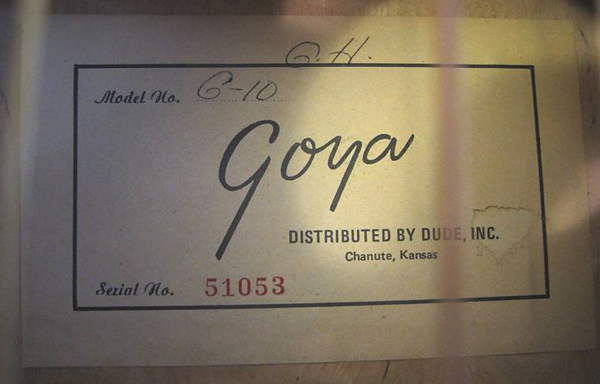 G.H.
Model No. G-10
Goya
DISTRIBUTED BY DUDE, INC.
Chanute, Kansas
Serial No. 51053